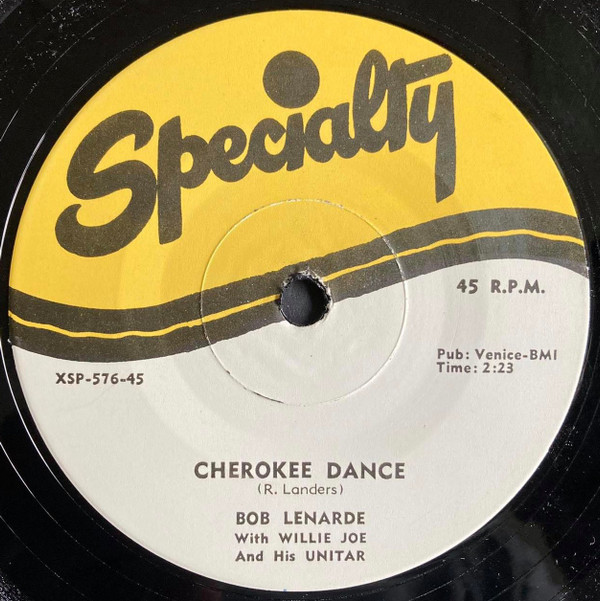 Specialty
45 R.P.M.
Pub: Venice-BMI
Time: 2:23
XSP-576-45
CHEROKEE DANCE
(R. Landers)
BOB LENARDE
With WILLIE JOE
And His UNITAR